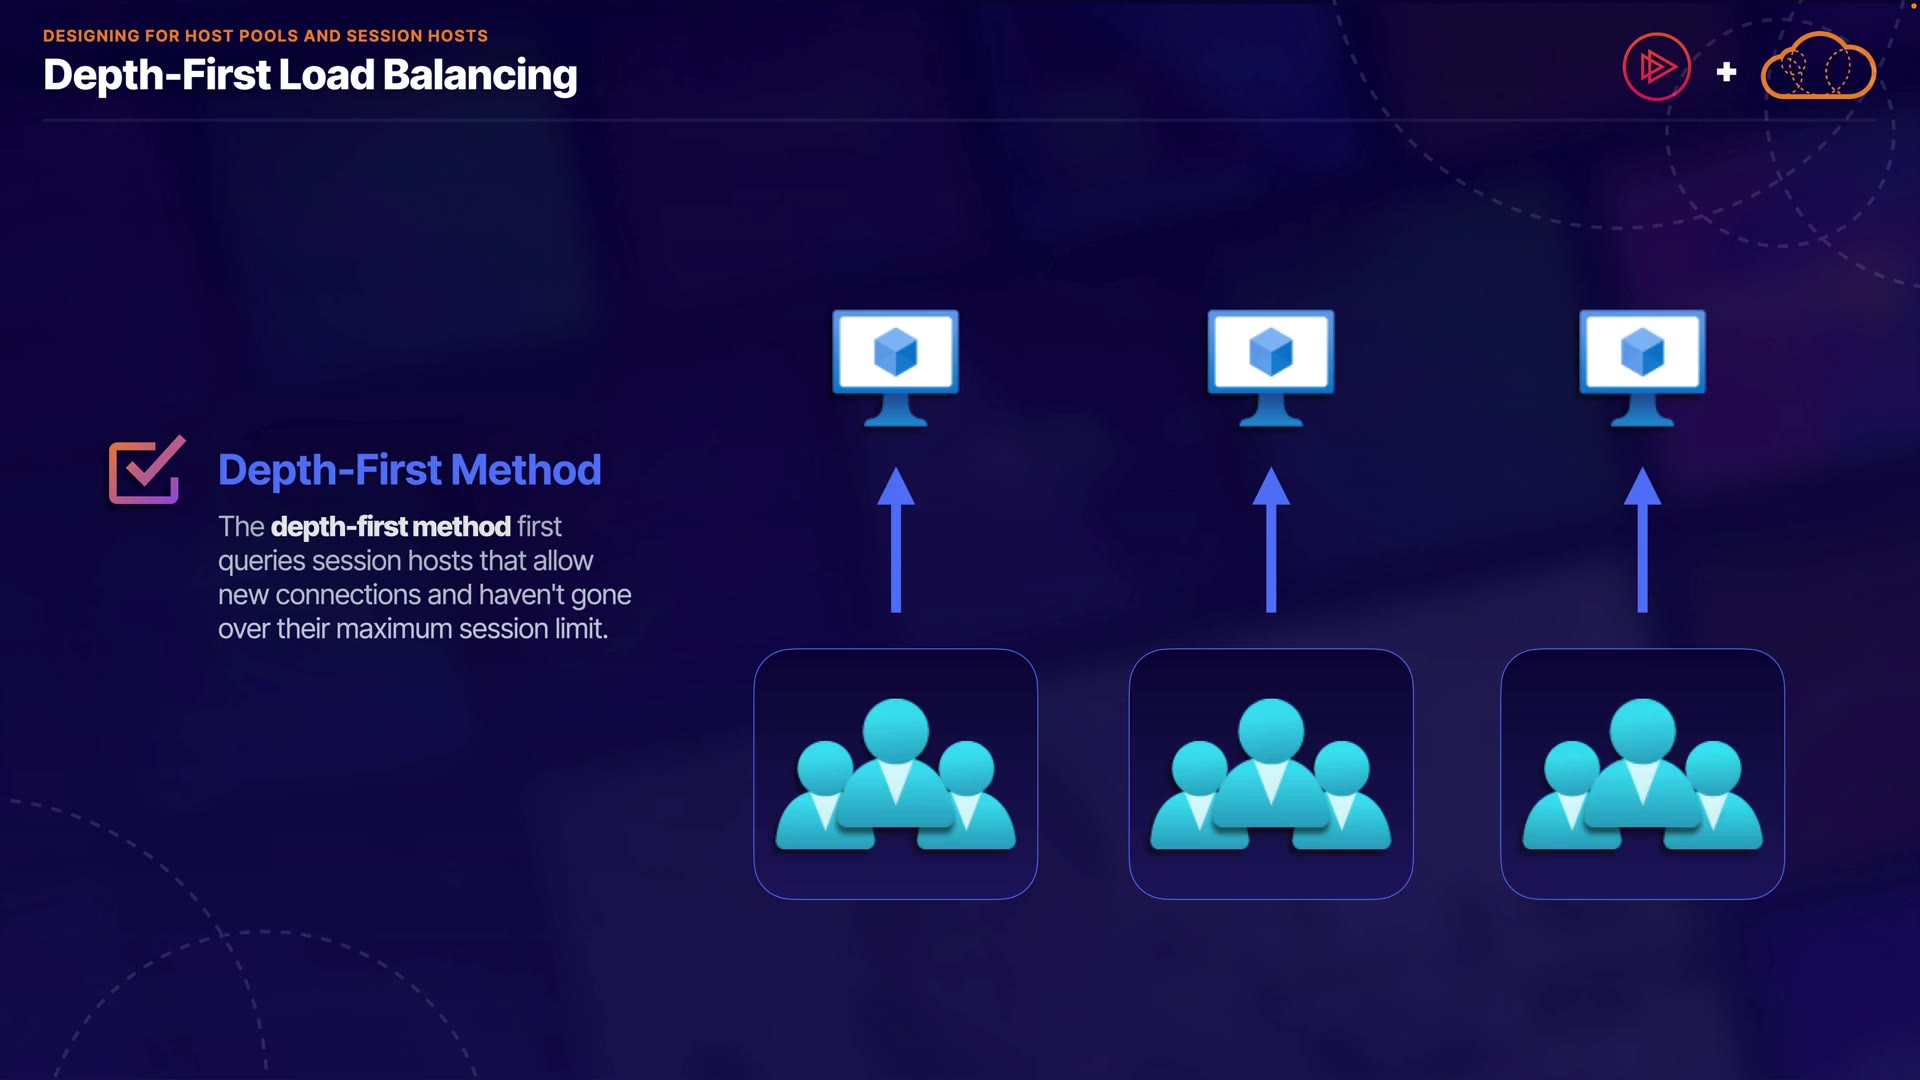 DESIGNING FOR HOST POOLS AND SESSION HOSTS
Depth-First Load Balancing
Depth-First Method
The depth-first method first
queries session hosts that allow
new connections and haven't gone
over their maximum session limit.